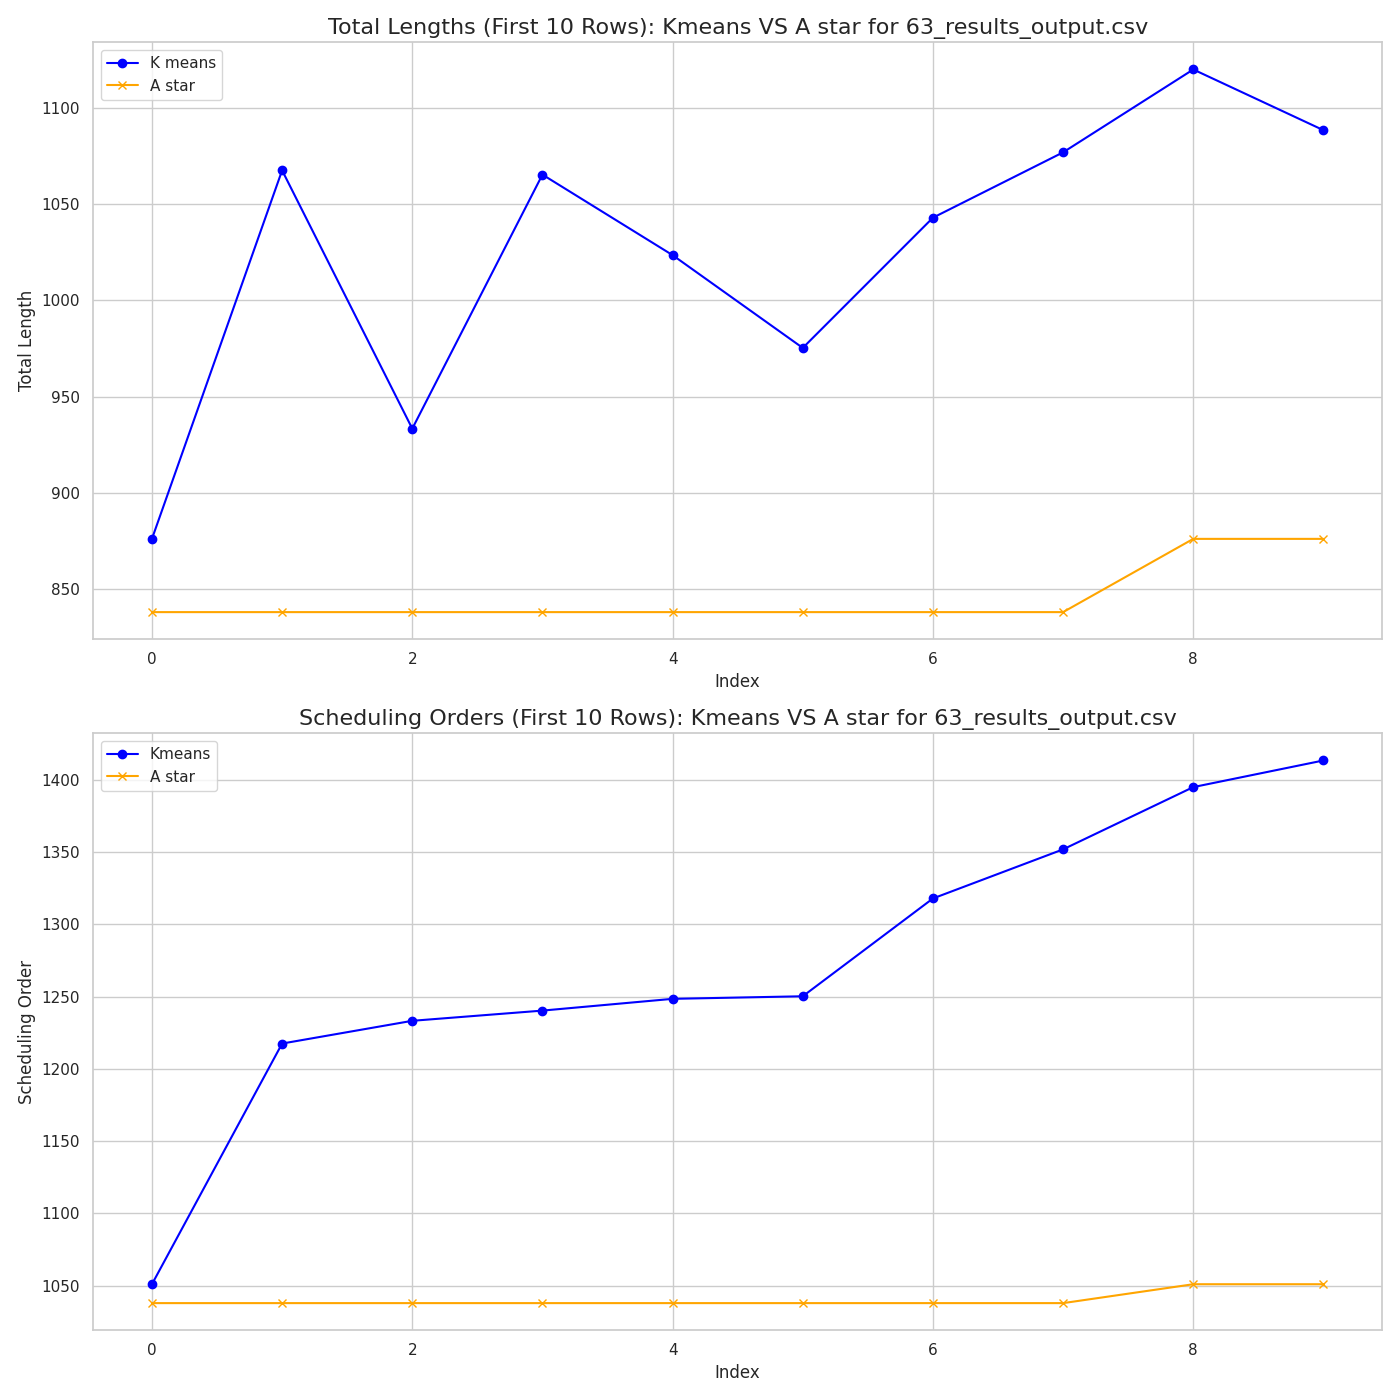 Total Lengths (First 10 Rows): Kmeans VS A star for 63_results_output.csv
K means
A star
1100
1050
1000
950
900
850
Total Length
0 2 4 6 8
Index
Scheduling Orders (First 10 Rows): Kmeans VS A star for 63_results_output.csv
Kmeans
A star
1400
1350
1300
1250
1200
1150
1100
1050
Scheduling Order
0 2 4 6 8
Index